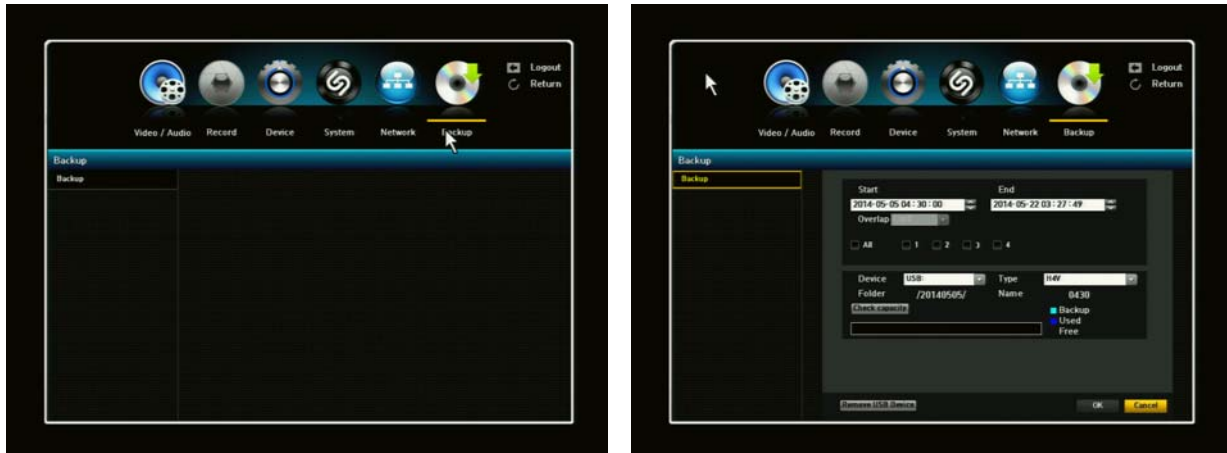 Logout
Return
Video / Audio Record Device System Network Backup
Backup
Backup
Logout
Return
Video / Audio Record Device System Network Backup
Backup
Backup
Start End
2014-05-05 04 : 30 : 00 2014-05-22 03 : 27 : 49
Overlap
All 1 2 3 4
Device USB Type H4V
Folder /20140505/ Name 0430
Check capacity
Backup
Used
Free
Remove USB Device OK Cancel